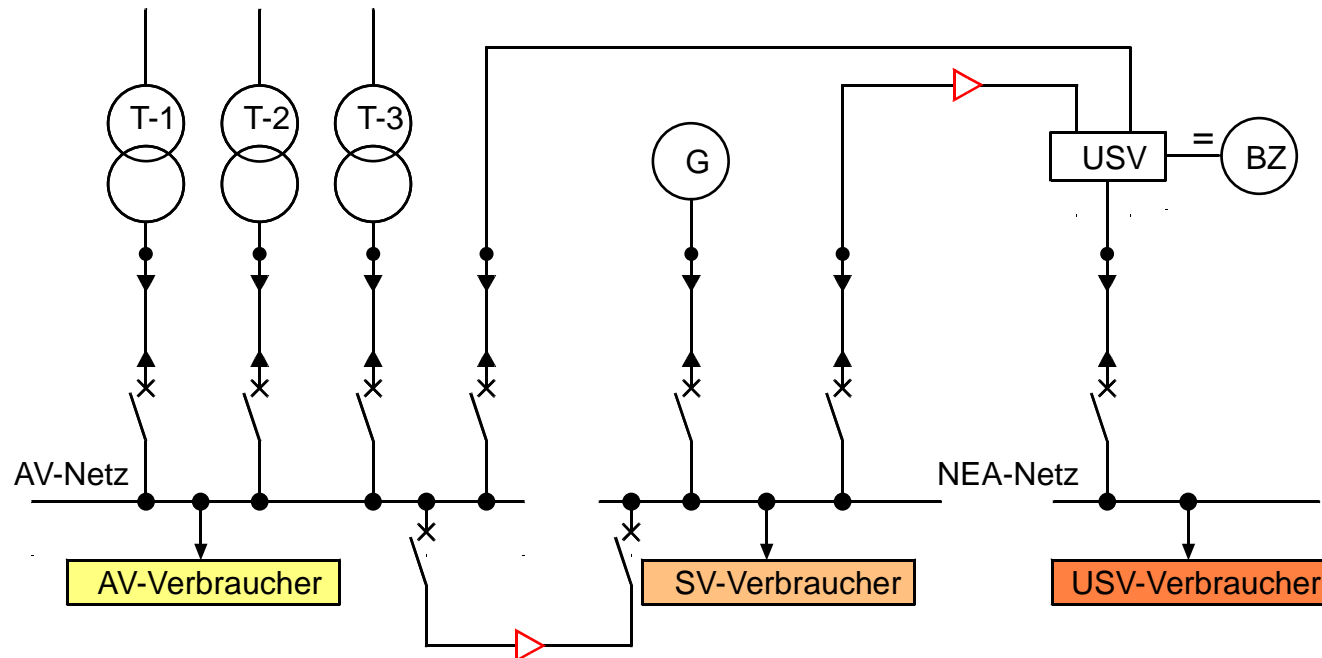 T-1
T-2
T-3
G
USV
=
BZ
AV-Netz
NEA-Netz
AV-Verbraucher
SV-Verbraucher
USV-Verbraucher